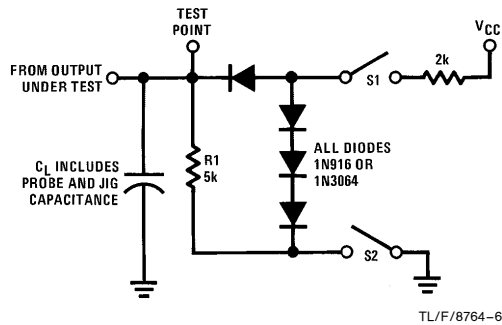 TEST
POINT
V_CC
FROM OUTPUT
UNDER TEST
S1
2k
R1
5k
ALL DIODES
1N916 OR
1N3064
C_L INCLUDES
PROBE AND JIG
CAPACITANCE
S2
TL/F/8764–6